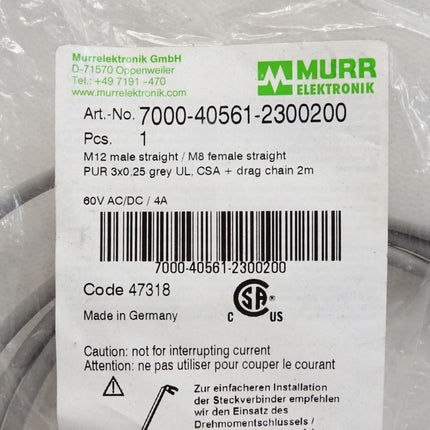 Murrelektronik GmbH
D-71570 Oppenweiler
Tel.: +49 7191 -470
www.murrelektronik.com
MURR
ELEKTRONIK
Art.-No. 7000-40561-2300200
Pcs. 1
M12 male straight / M8 female straight
PUR 3x0,25 grey UL, CSA + drag chain 2m
60V AC/DC / 4A
7000-40561-2300200
Code 47318
Made in Germany
CSA
C US
Caution: not for interrupting current
Attention: ne pas utiliser pour couper le courant
Zur einfacheren Installation
der Steckverbinder empfehlen
wir den Einsatz des
Drehmomentschlüssels /